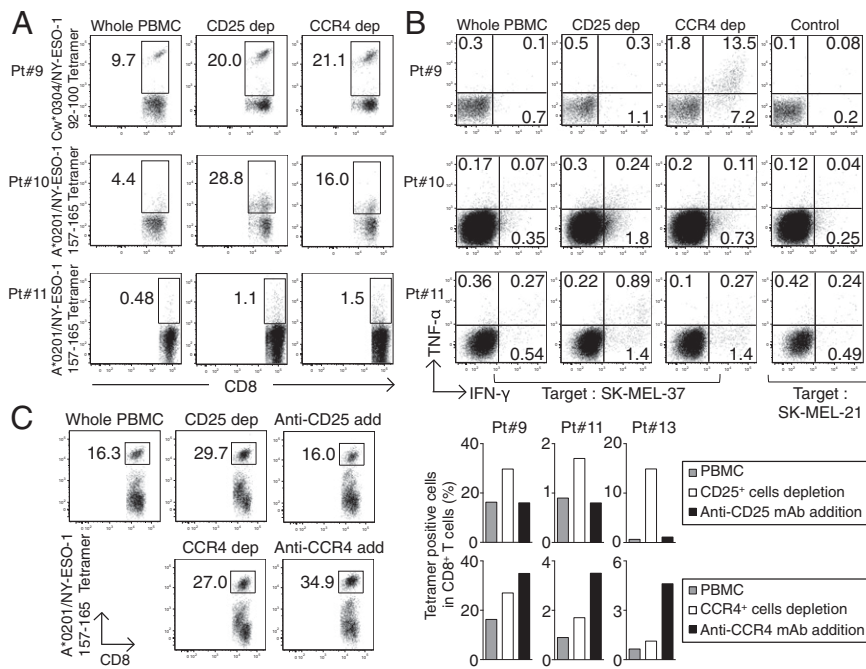 A
Whole PBMC CD25 dep CCR4 dep
Pt#9
Cw*0304/NY-ESO-1
92-100 Tetramer
9.7 20.0 21.1
Pt#10
A*0201/NY-ESO-1
157-165 Tetramer
4.4 28.8 16.0
Pt#11
A*0201/NY-ESO-1
157-165 Tetramer
0.48 1.1 1.5
CD8
B
Whole PBMC CD25 dep CCR4 dep Control
Pt#9
0.3 0.1 0.5 0.3 1.8 13.5 0.1 0.08
0.7 1.1 7.2 0.2
Pt#10
0.17 0.07 0.3 0.24 0.2 0.11 0.12 0.04
0.35 1.8 0.73 0.25
Pt#11
0.36 0.27 0.22 0.89 0.1 0.27 0.42 0.24
0.54 1.4 1.4 0.49
TNF-α
IFN-γ
Target : SK-MEL-37
Target :
SK-MEL-21
C
Whole PBMC CD25 dep Anti-CD25 add
16.3 29.7 16.0
CCR4 dep Anti-CCR4 add
27.0 34.9
A*0201/NY-ESO-1
157-165 Tetramer
CD8
Tetramer positive cells
in CD8+ T cells (%)
Pt#9 Pt#11 Pt#13
40 2 20
20 1 10
0 0 0
PBMC
CD25+ cells depletion
Anti-CD25 mAb addition
40 4 6
20 2 3
0 0 0
PBMC
CCR4+ cells depletion
Anti-CCR4 mAb addition